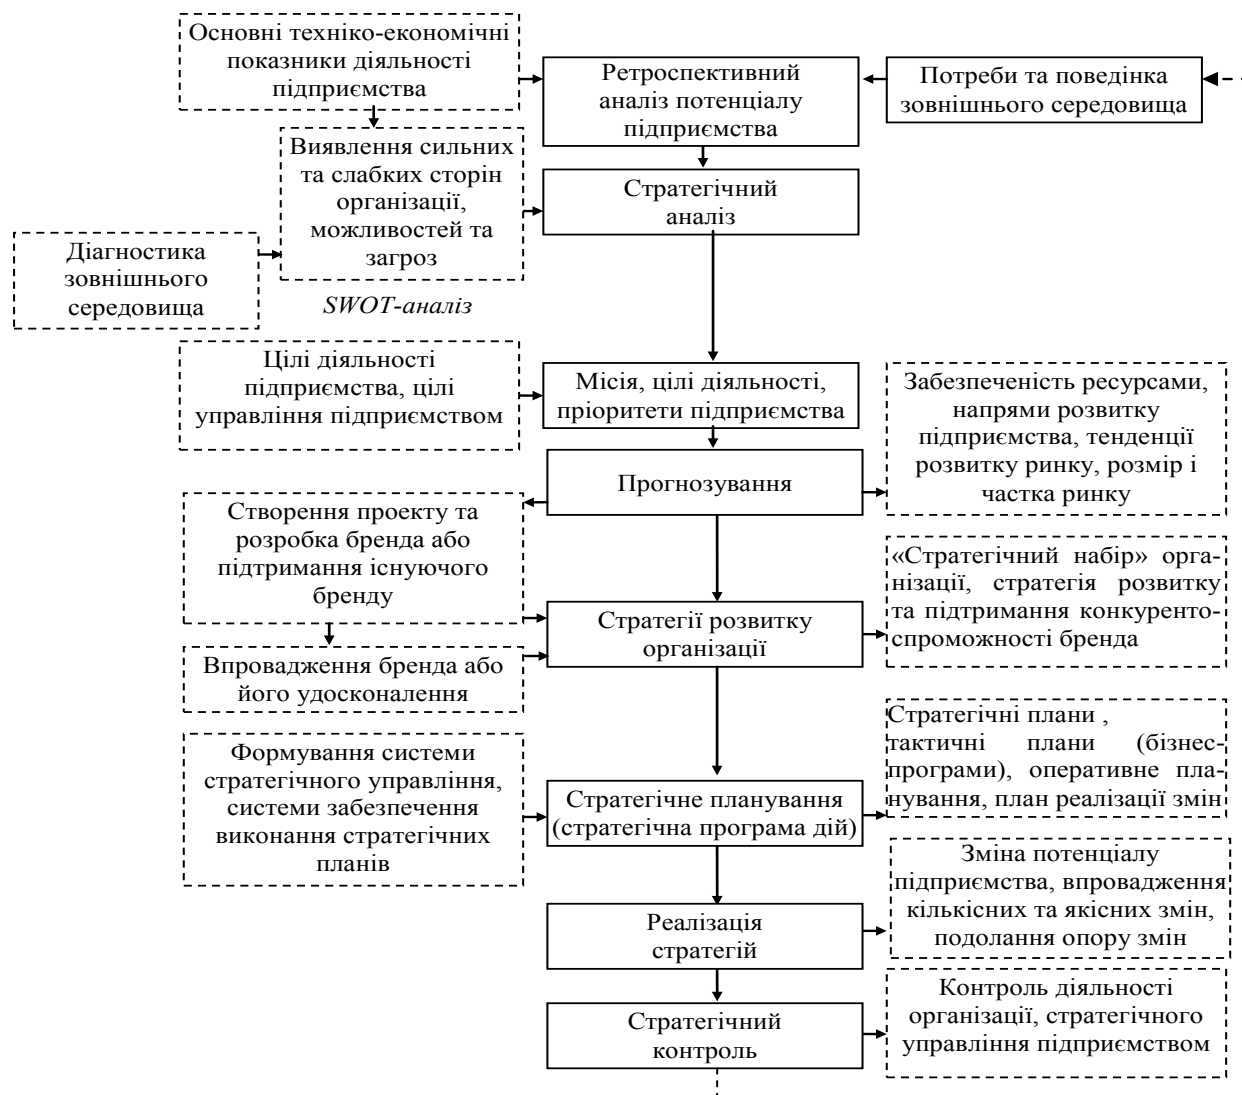 Основні техніко-економічні
показники діяльності
підприємства
Ретроспективний
аналіз потенціалу
підприємства
Потреби та поведінка
зовнішнього середовища
Виявлення сильних
та слабких сторін
організації,
можливостей та
загроз
Стратегічний
аналіз
Діагностика
зовнішнього
середовища
SWOT-аналіз
Цілі діяльності
підприємства, цілі
управління підприємством
Місія, цілі діяльності,
пріоритети підприємства
Забезпеченість ресурсами,
напрями розвитку
підприємства, тенденції
розвитку ринку, розмір і
частка ринку
Прогнозування
Створення проекту та
розробка бренда або
підтримання існуючого
бренду
«Стратегічний набір» орга-
нізації, стратегія розвитку
та підтримання конкуренто-
спроможності бренда
Стратегії розвитку
організації
Впровадження бренда або
його удосконалення
Стратегічні плани ,
тактичні плани (бізнес-
програми), оперативне пла-
нування, план реалізації змін
Формування системи
стратегічного управління,
системи забезпечення
виконання стратегічних
планів
Стратегічне планування
(стратегічна програма дій)
Зміна потенціалу
підприємства, впровадження
кількісних та якісних змін,
подолання опору змін
Реалізація
стратегій
Стратегічний
контроль
Контроль діяльності
організації, стратегічного
управління підприємством